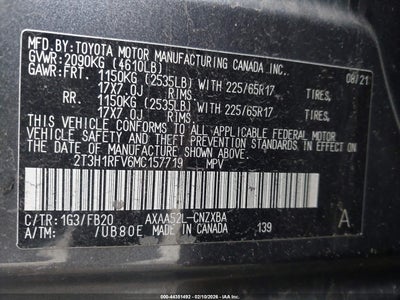 MFD.BY:TOYOTA MOTOR MANUFACTURING CANADA INC.
08/21
GVWR:2090KG (4610LB)
GAWR:FRT. 1150KG (2535LB) WITH 225/65R17 TIRES,
17X7.0J RIMS,
RR. 1150KG (2535LB) WITH 225/65R17 TIRES,
17X7.0J RIMS,
THIS VEHICLE CONFORMS TO ALL APPLICABLE FEDERAL MOTOR
VEHICLE SAFETY AND THEFT PREVENTION STANDARDS IN EFFECT ON
THE DATE OF MANUFACTURE SHOWN ABOVE.
2T3H1RFV6MC157719 MPV
C/TR:1G3/FB20 AXAA52L-CNZXBA A
A/TM: /UB80E MADE IN CANADA 139
ID: 000-44351492 - 02/10/2026 - IAA Inc.